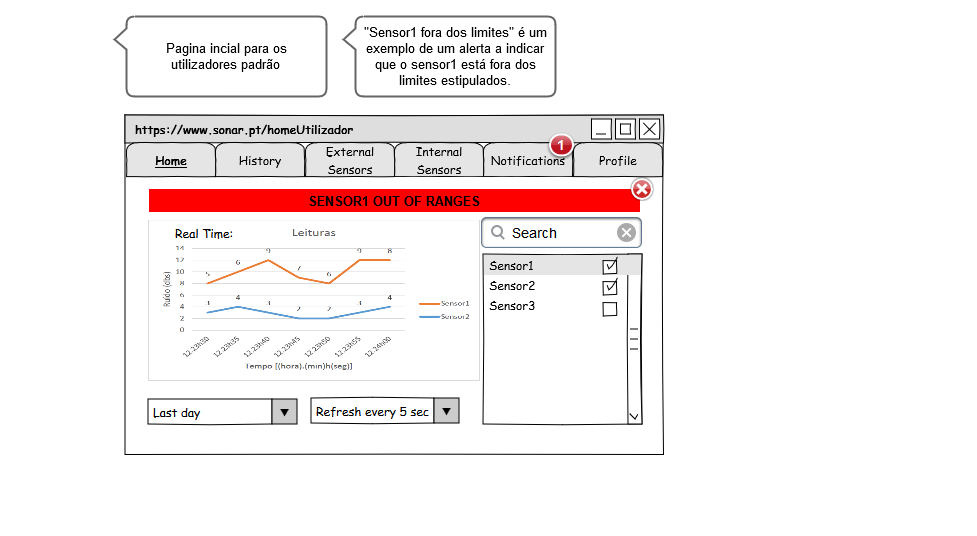 Pagina incial para os
utilizadores padrão
"Sensor1 fora dos limites" é um
exemplo de um alerta a indicar
que o sensor1 está fora dos
limites estipulados.
https://www.sonar.pt/homeUtilizador
Home
History
External
Sensors
Internal
Sensors
Notifications
1
Profile
SENSOR1 OUT OF RANGES
Real Time:
Leituras
14
12
10
8
6
4
2
0
Ruído (dbs)
5
6
9
7
6
9
8
3
4
3
2
2
3
4
Sensor1
Sensor2
12:23h30
12:23h35
12:23h40
12:23h45
12:23h50
12:23h55
12:24h00
Tempo [(hora).(min)h(seg)]
Search
Sensor1
Sensor2
Sensor3
Last day
Refresh every 5 sec